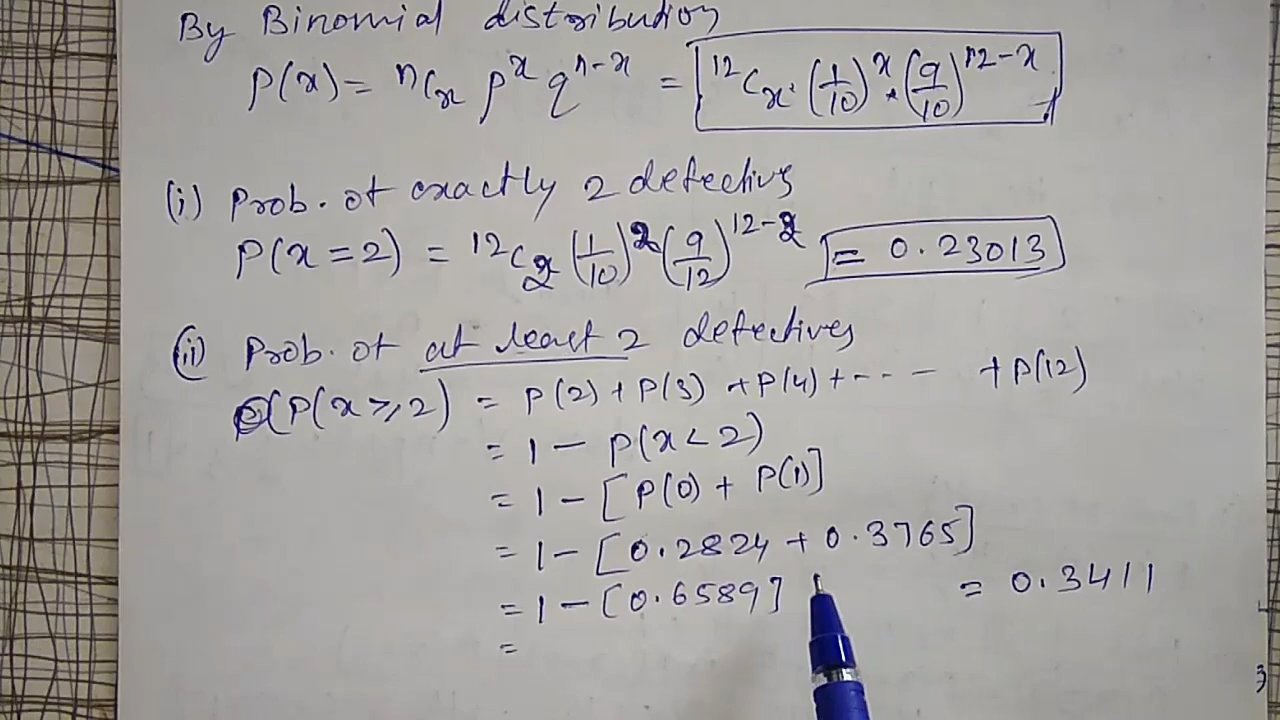 By Binomial distribution
P(x) = ⁿCₓ pˣ qⁿ⁻ˣ = ¹²Cₓ · (1/10)ˣ · (9/10)¹²⁻ˣ
(i) Prob. of exactly 2 defectives
P(x = 2) = ¹²C₂ (1/10)² (9/12)¹²⁻² = 0.23013
(ii) Prob. of at least 2 defectives
P(x ≥ 2) = P(2) + P(3) + P(4) + --- + P(12)
= 1 − P(x < 2)
= 1 − [P(0) + P(1)]
= 1 − [0.2824 + 0.3765]
= 1 − [0.6589] = 0.3411
=
3